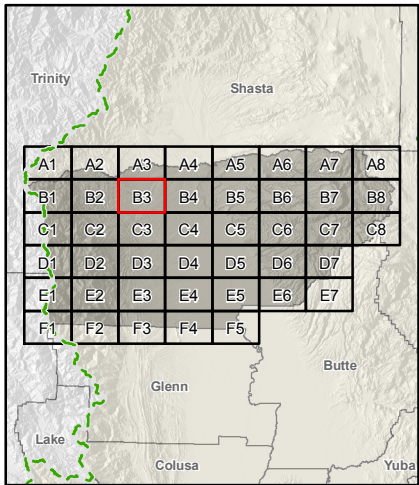 Trinity
Shasta
A1 A2 A3 A4 A5 A6 A7 A8
B1 B2 B3 B4 B5 B6 B7 B8
C1 C2 C3 C4 C5 C6 C7 C8
D1 D2 D3 D4 D5 D6 D7
E1 E2 E3 E4 E5 E6 E7
F1 F2 F3 F4 F5
Butte
Glenn
Lake
Colusa
Yuba